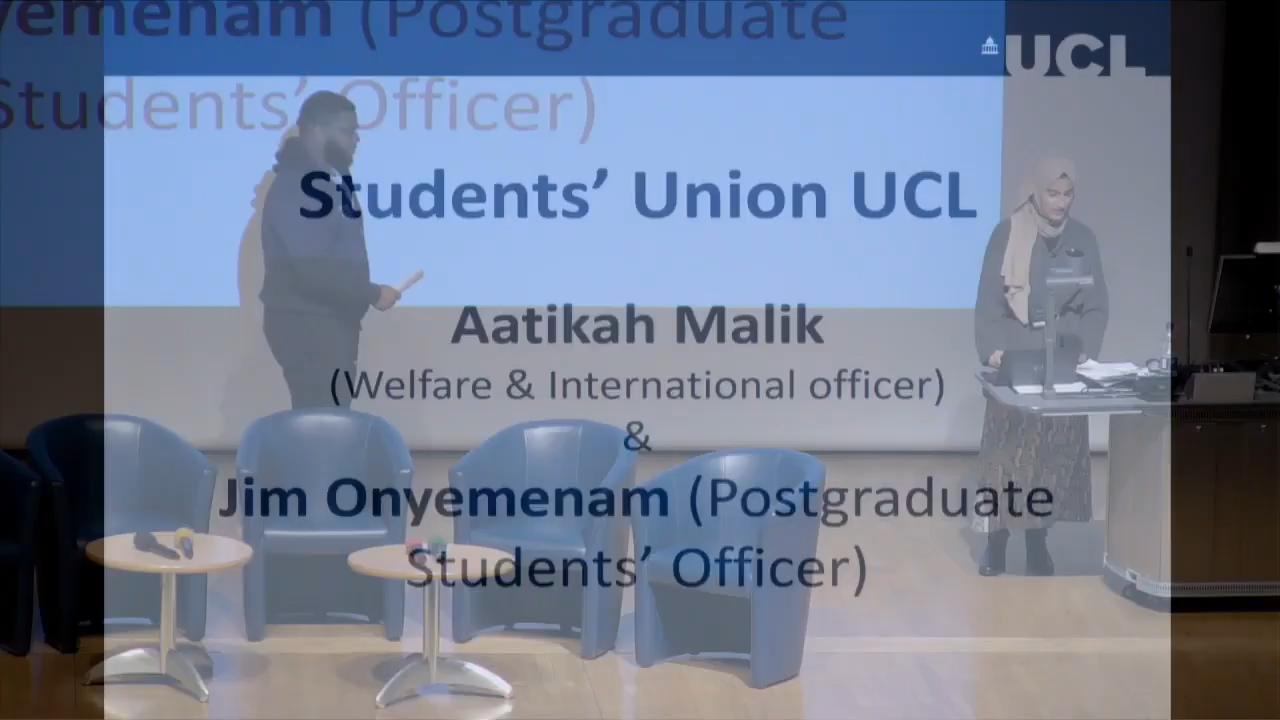 yemenam (Postgraduate
Students' Officer)
UCL
Students' Union UCL
Aatikah Malik
(Welfare & International officer)
&
Jim Onyemenam (Postgraduate
Students' Officer)